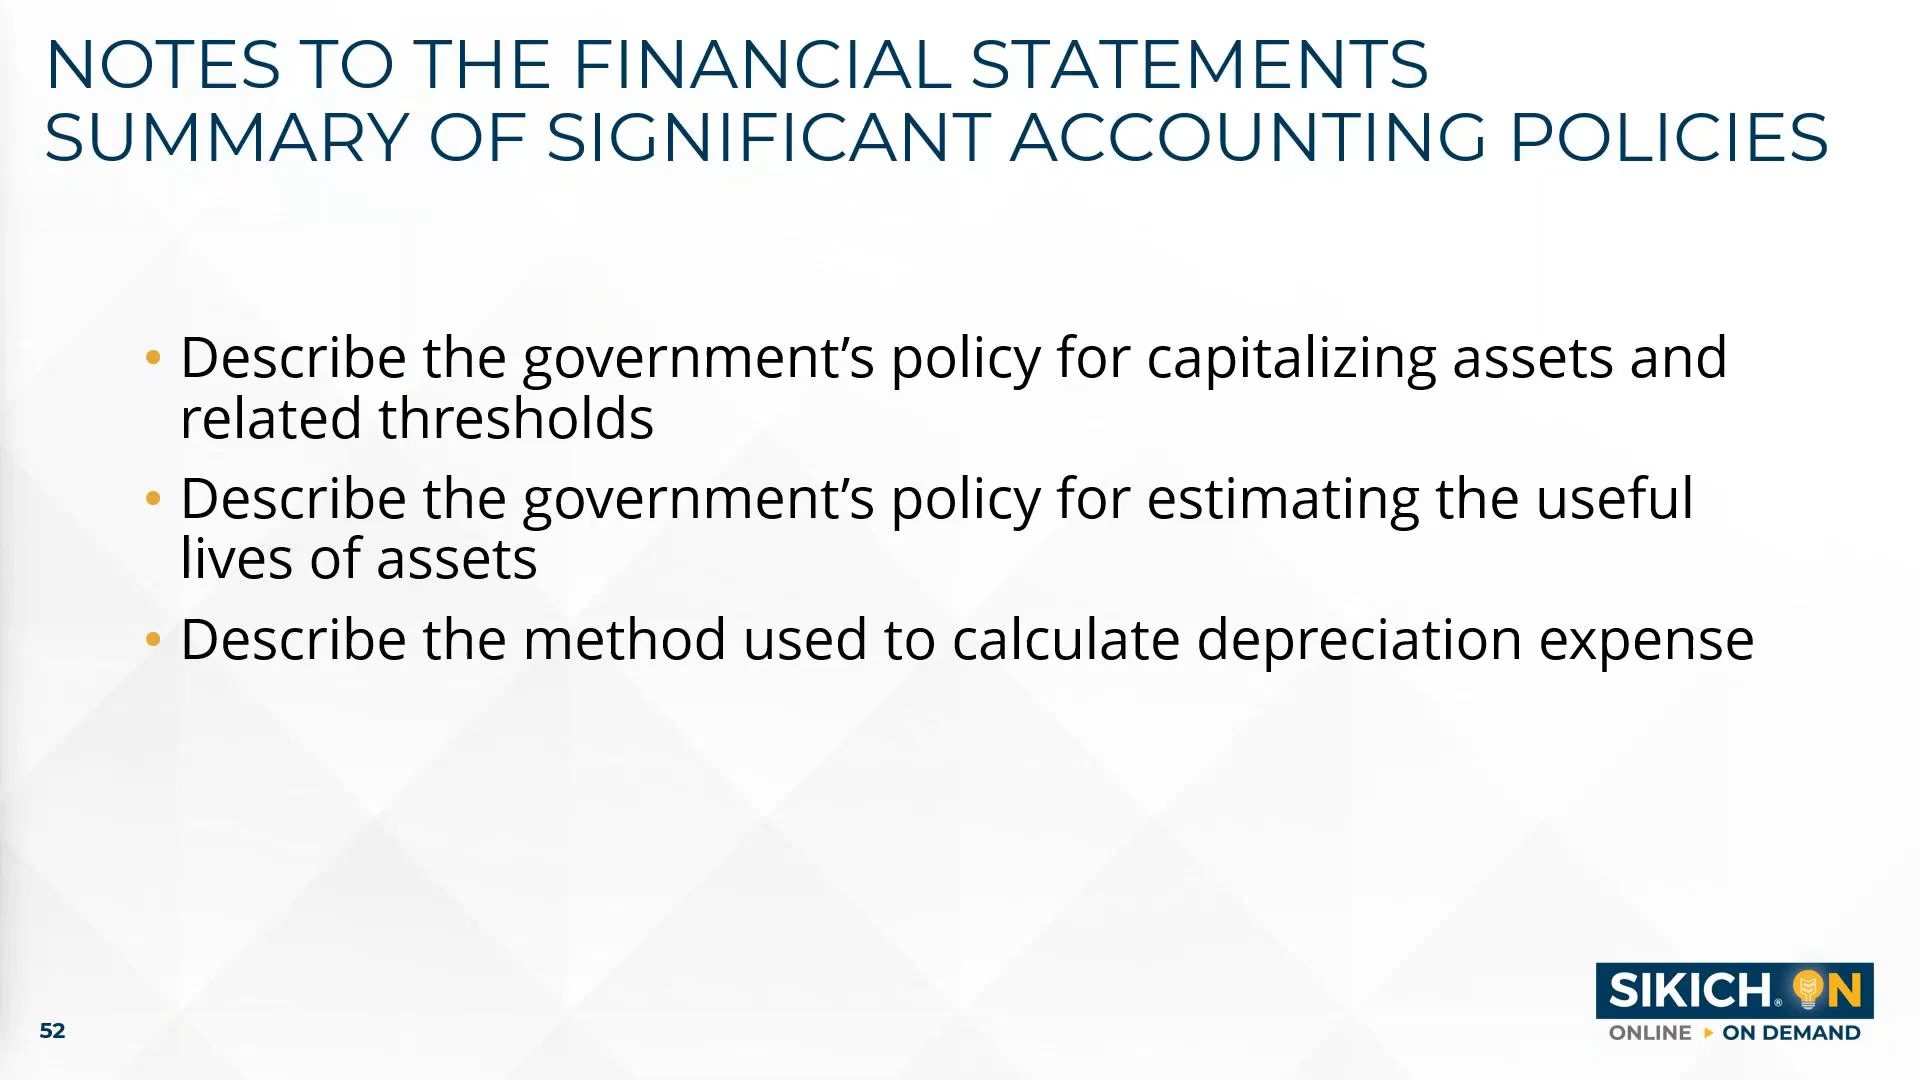 NOTES TO THE FINANCIAL STATEMENTS
SUMMARY OF SIGNIFICANT ACCOUNTING POLICIES
• Describe the government’s policy for capitalizing assets and
related thresholds
• Describe the government’s policy for estimating the useful
lives of assets
• Describe the method used to calculate depreciation expense
52
SIKICH® ON
ONLINE ▸ ON DEMAND